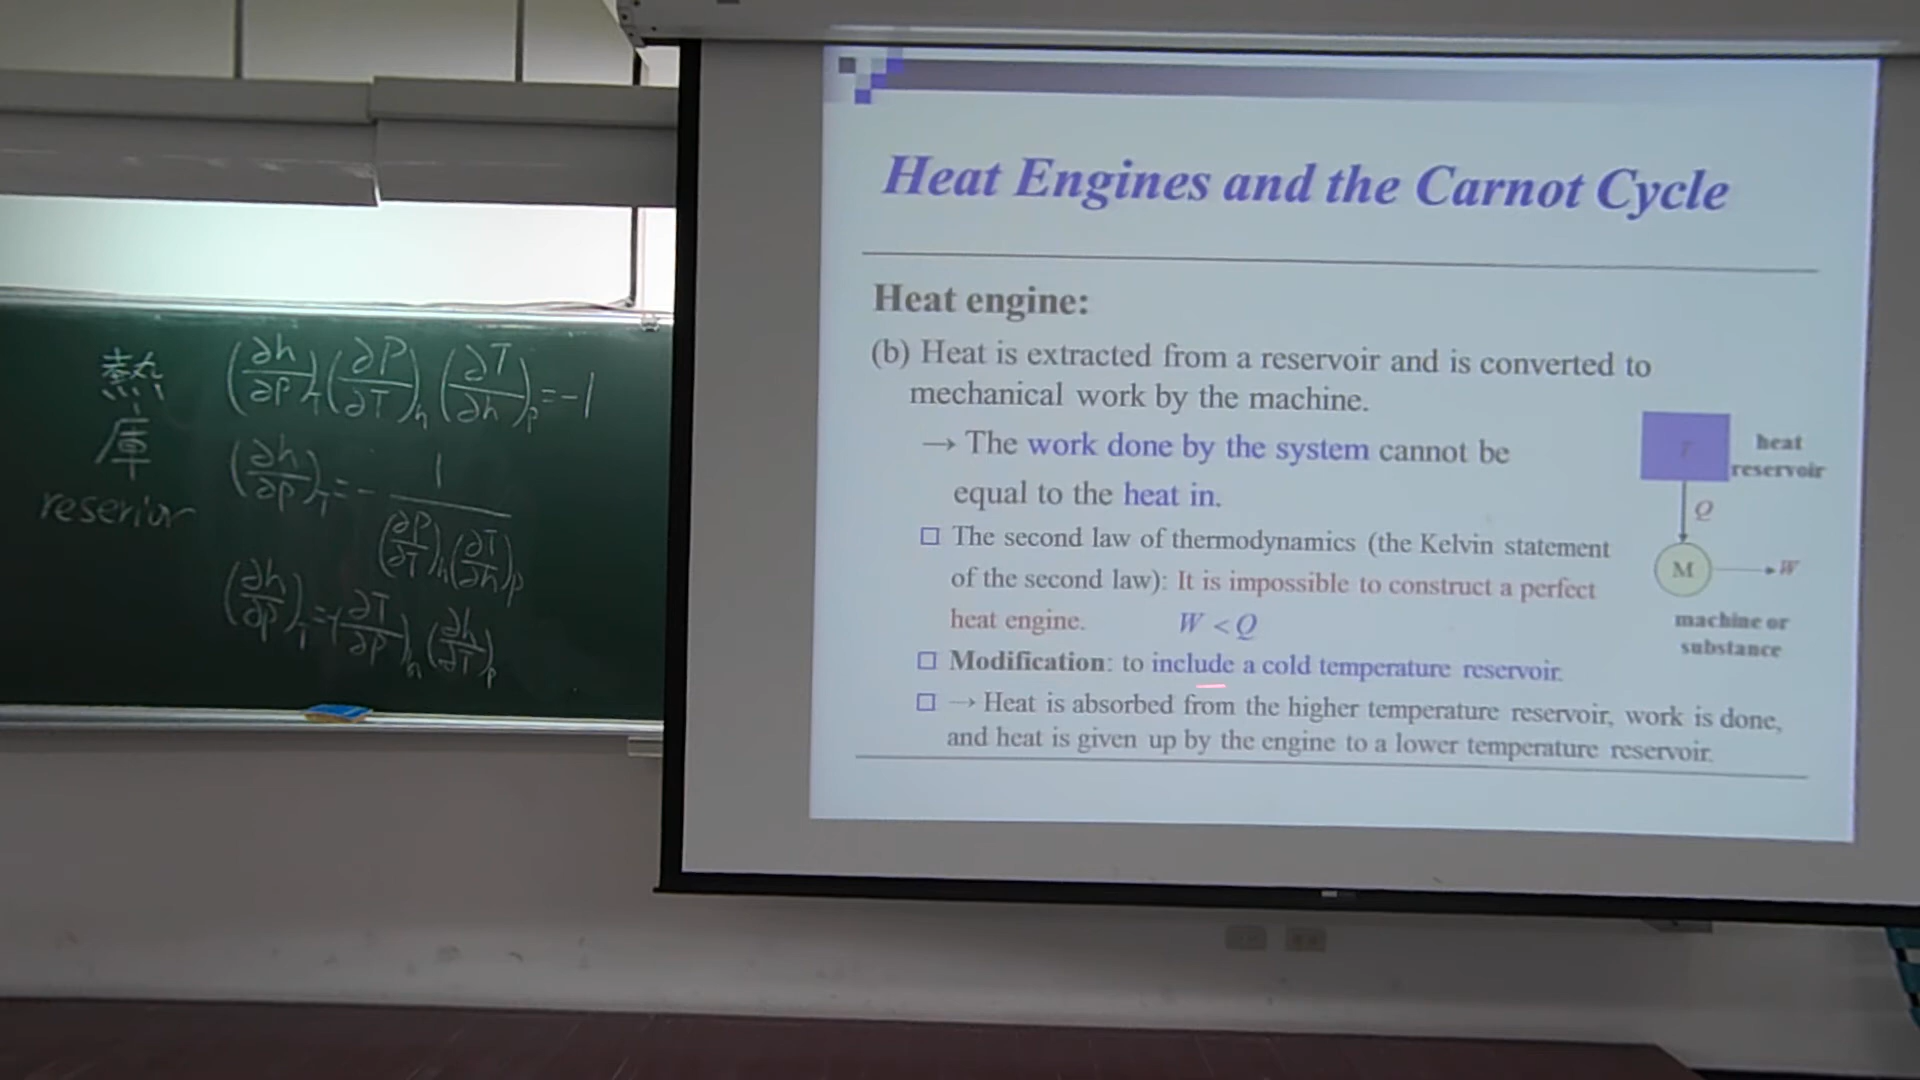 熱
庫
reserior
(∂h/∂P)_T (∂P/∂T)_h (∂T/∂h)_P = -1
(∂h/∂P)_T = - 1/((∂P/∂T)_h (∂T/∂h)_P)
(∂h/∂P)_T = -(∂T/∂P)_h (∂h/∂T)_P
Heat Engines and the Carnot Cycle
Heat engine:
(b) Heat is extracted from a reservoir and is converted to
mechanical work by the machine.
→ The work done by the system cannot be
equal to the heat in.
□ The second law of thermodynamics (the Kelvin statement
of the second law): It is impossible to construct a perfect
heat engine. W < Q
□ Modification: to include a cold temperature reservoir.
□ → Heat is absorbed from the higher temperature reservoir, work is done,
and heat is given up by the engine to a lower temperature reservoir.
T
heat
reservoir
Q
M
W
machine or
substance